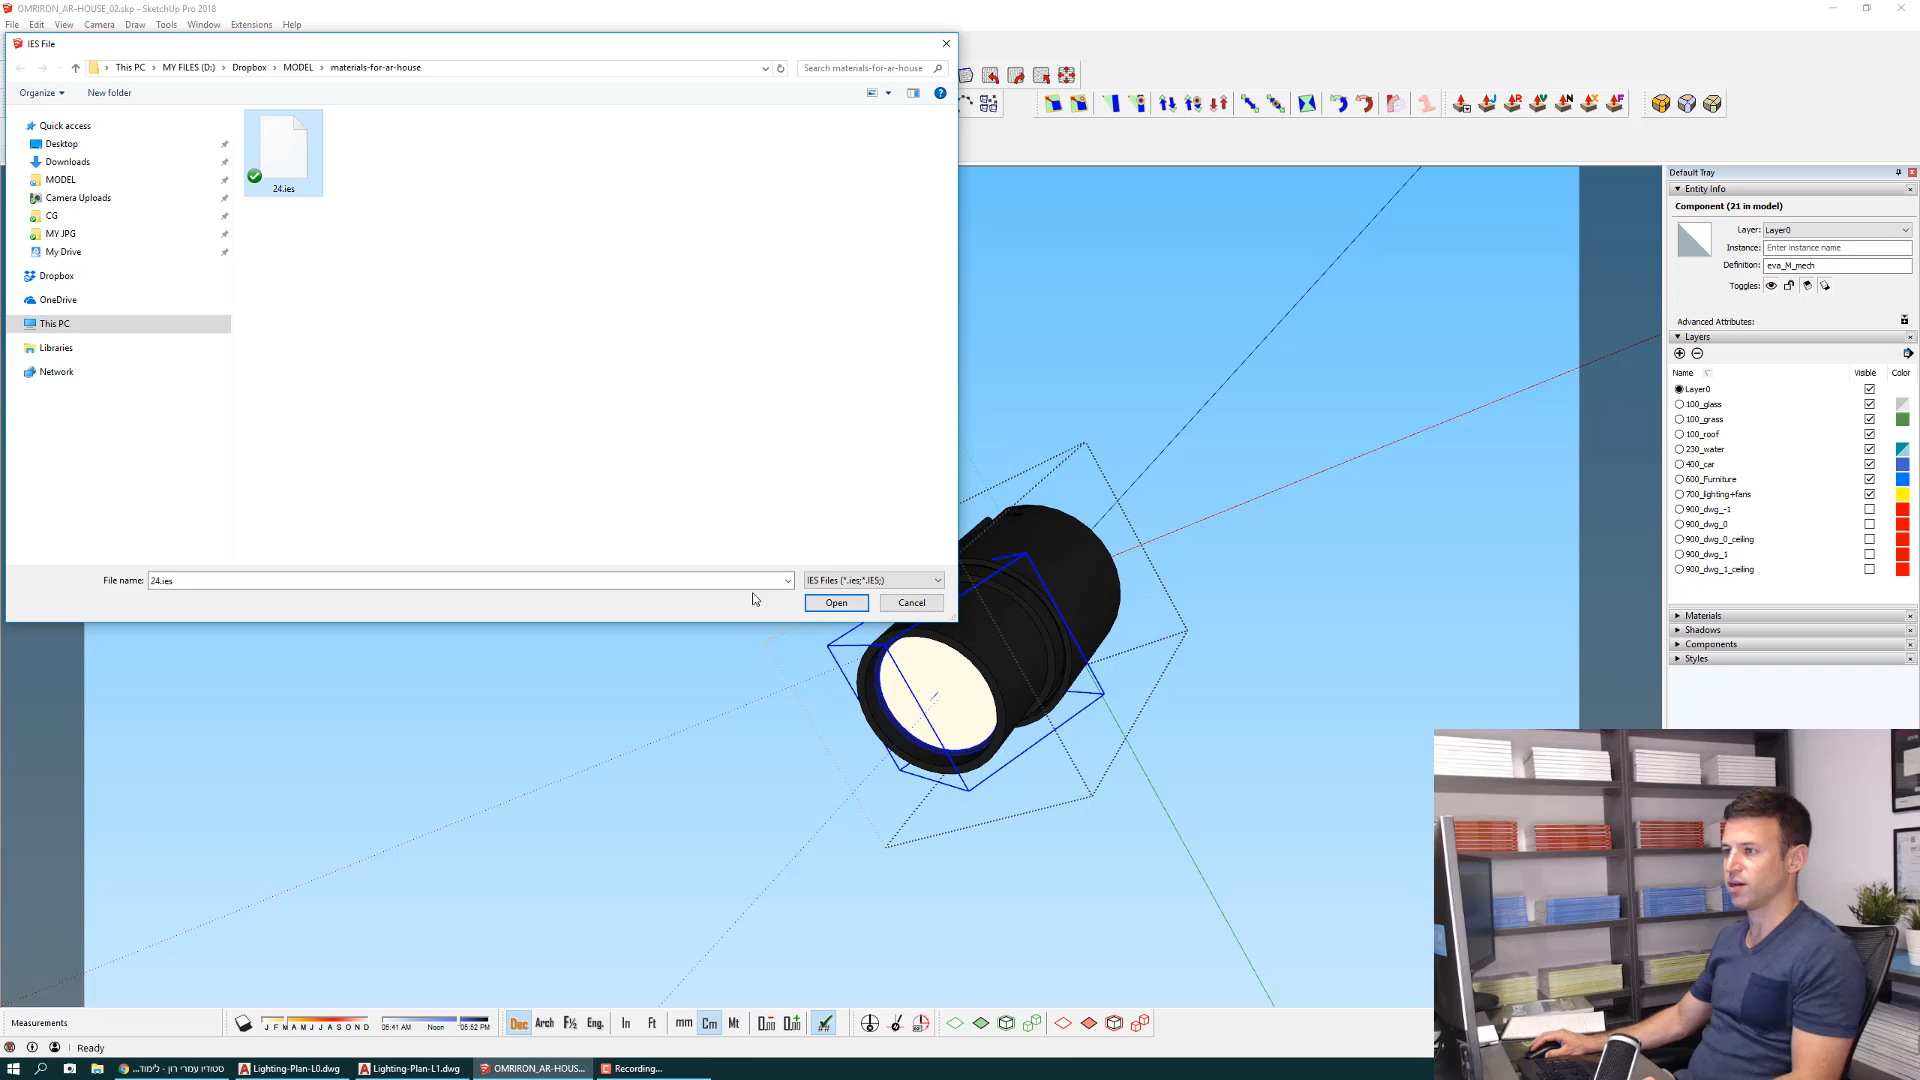 OMRIRON_AR-HOUSE_02.skp - SketchUp Pro 2018
File Edit View Camera Draw Tools Window Extensions Help
IES File
This PC MY FILES (D:) Dropbox MODEL materials-for-ar-house
Search materials-for-ar-house
Organize New folder
Quick access
Desktop
Downloads
MODEL
Camera Uploads
CG
MY JPG
My Drive
Dropbox
OneDrive
This PC
Libraries
Network
24.ies
File name: 24.ies
IES Files (*.ies;*.IES;)
Open Cancel
J R V N X F
Default Tray
Entity Info
Component (21 in model)
Layer: Layer0
Instance: Enter instance name
Definition: eva_M_mech
Toggles:
Advanced Attributes:
Layers
Name Visible Color
Layer0
100_glass
100_grass
100_roof
230_water
400_car
600_Furniture
700_lighting+fans
900_dwg_-1
900_dwg_0
900_dwg_0_ceiling
900_dwg_1
900_dwg_1_ceiling
Materials
Shadows
Components
Styles
Measurements
J F M A M J J A S O N D
05:41 AM Noon 05:52 PM
Dec Arch F½ Eng. In Ft mm Cm Mt
Ready
סטודיו עמרי רון - לימוד...
Lighting-Plan-L0.dwg
Lighting-Plan-L1.dwg
OMRIRON_AR-HOUS...
Recording...